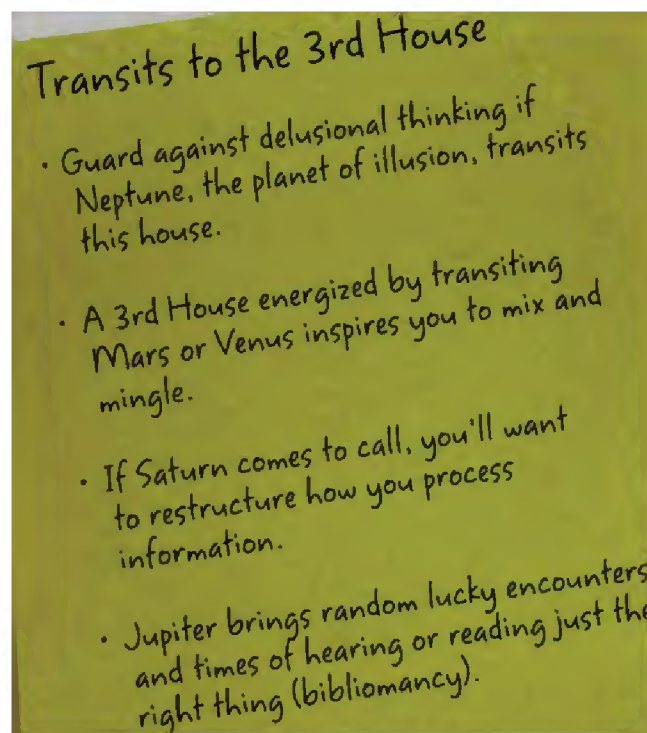 Transits to the 3rd House
· Guard against delusional thinking if
Neptune, the planet of illusion, transits
this house.
· A 3rd House energized by transiting
Mars or Venus inspires you to mix and
mingle.
· If Saturn comes to call, you'll want
to restructure how you process
information.
· Jupiter brings random lucky encounters
and times of hearing or reading just the
right thing (bibliomancy).